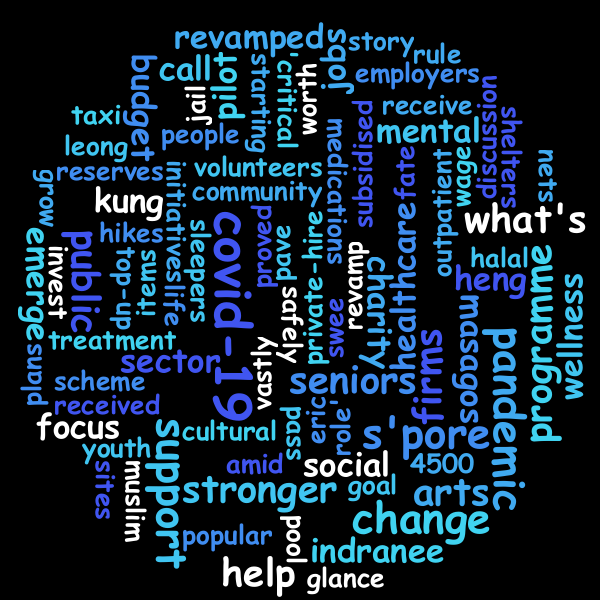 revamped
jobs
story
rule
call
pilot
starting
'critical
worth
employers
budget
jail
taxi
people
receive
discussion
shelters
mental
leong
reserves
volunteers
medications
subsidised
fate
outpatient
wage
nets
community
initiatives
grow
kung
what's
hikes
covid-19
proved
pave
private-hire
healthcare
halal
heng
emerge
invest
public
top-up
items
life
sleepers
safely
swee
revamp
charity
masagos
programme
wellness
treatment
vastly
firms
pandemic
sector
plans
scheme
seniors
received
focus
support
cultural
pass
eric
role'
s'pore
youth
sites
muslim
amid
social
4500
stronger
goal
arts
popular
pool
change
indranee
help
glance